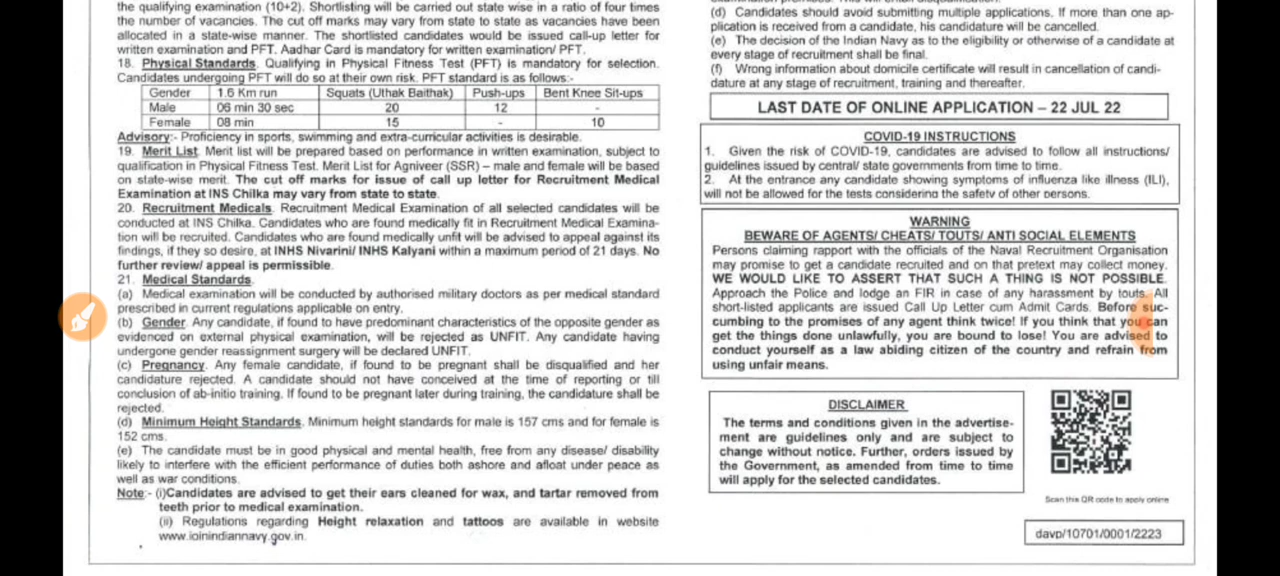 the qualifying examination (10+2). Shortlisting will be carried out state wise in a ratio of four times
the number of vacancies. The cut off marks may vary from state to state as vacancies have been
allocated in a state-wise manner. The shortlisted candidates would be issued call-up letter for
written examination and PFT. Aadhar Card is mandatory for written examination/ PFT.
18. Physical Standards. Qualifying in Physical Fitness Test (PFT) is mandatory for selection.
Candidates undergoing PFT will do so at their own risk. PFT standard is as follows:-
Gender 1.6 Km run Squats (Uthak Baithak) Push-ups Bent Knee Sit-ups
Male 06 min 30 sec 20 12 -
Female 08 min 15 - 10
Advisory:- Proficiency in sports, swimming and extra-curricular activities is desirable.
19. Merit List. Merit list will be prepared based on performance in written examination, subject to
qualification in Physical Fitness Test. Merit List for Agniveer (SSR) – male and female will be based
on state-wise merit. The cut off marks for issue of call up letter for Recruitment Medical
Examination at INS Chilka may vary from state to state.
20. Recruitment Medicals. Recruitment Medical Examination of all selected candidates will be
conducted at INS Chilka. Candidates who are found medically fit in Recruitment Medical Examina-
tion will be recruited. Candidates who are found medically unfit will be advised to appeal against its
findings, if they so desire, at INHS Nivarini/ INHS Kalyani within a maximum period of 21 days. No
further review/ appeal is permissible.
21. Medical Standards.
(a) Medical examination will be conducted by authorised military doctors as per medical standard
prescribed in current regulations applicable on entry.
(b) Gender. Any candidate, if found to have predominant characteristics of the opposite gender as
evidenced on external physical examination, will be rejected as UNFIT. Any candidate having
undergone gender reassignment surgery will be declared UNFIT.
(c) Pregnancy. Any female candidate, if found to be pregnant shall be disqualified and her
candidature rejected. A candidate should not have conceived at the time of reporting or till
conclusion of ab-initio training. If found to be pregnant later during training, the candidature shall be
rejected.
(d) Minimum Height Standards. Minimum height standards for male is 157 cms and for female is
152 cms.
(e) The candidate must be in good physical and mental health, free from any disease/ disability
likely to interfere with the efficient performance of duties both ashore and afloat under peace as
well as war conditions.
Note:- (i)Candidates are advised to get their ears cleaned for wax, and tartar removed from
teeth prior to medical examination.
(ii) Regulations regarding Height relaxation and tattoos are available in website
www.joinindiannavy.gov.in.
(d) Candidates should avoid submitting multiple applications. If more than one ap-
plication is received from a candidate, his candidature will be cancelled.
(e) The decision of the Indian Navy as to the eligibility or otherwise of a candidate at
every stage of recruitment shall be final.
(f) Wrong information about domicile certificate will result in cancellation of candi-
dature at any stage of recruitment, training and thereafter.
LAST DATE OF ONLINE APPLICATION – 22 JUL 22
COVID-19 INSTRUCTIONS
1. Given the risk of COVID-19, candidates are advised to follow all instructions/
guidelines issued by central/ state governments from time to time.
2. At the entrance any candidate showing symptoms of influenza like illness (ILI),
will not be allowed for the tests considering the safety of other persons.
WARNING
BEWARE OF AGENTS/ CHEATS/ TOUTS/ ANTI SOCIAL ELEMENTS
Persons claiming rapport with the officials of the Naval Recruitment Organisation
may promise to get a candidate recruited and on that pretext may collect money.
WE WOULD LIKE TO ASSERT THAT SUCH A THING IS NOT POSSIBLE.
Approach the Police and lodge an FIR in case of any harassment by touts. All
short-listed applicants are issued Call Up Letter cum Admit Cards. Before suc-
cumbing to the promises of any agent think twice! If you think that you can
get the things done unlawfully, you are bound to lose! You are advised to
conduct yourself as a law abiding citizen of the country and refrain from
using unfair means.
DISCLAIMER
The terms and conditions given in the advertise-
ment are guidelines only and are subject to
change without notice. Further, orders issued by
the Government, as amended from time to time
will apply for the selected candidates.
Scan this QR code to apply online
davp/10701/0001/2223